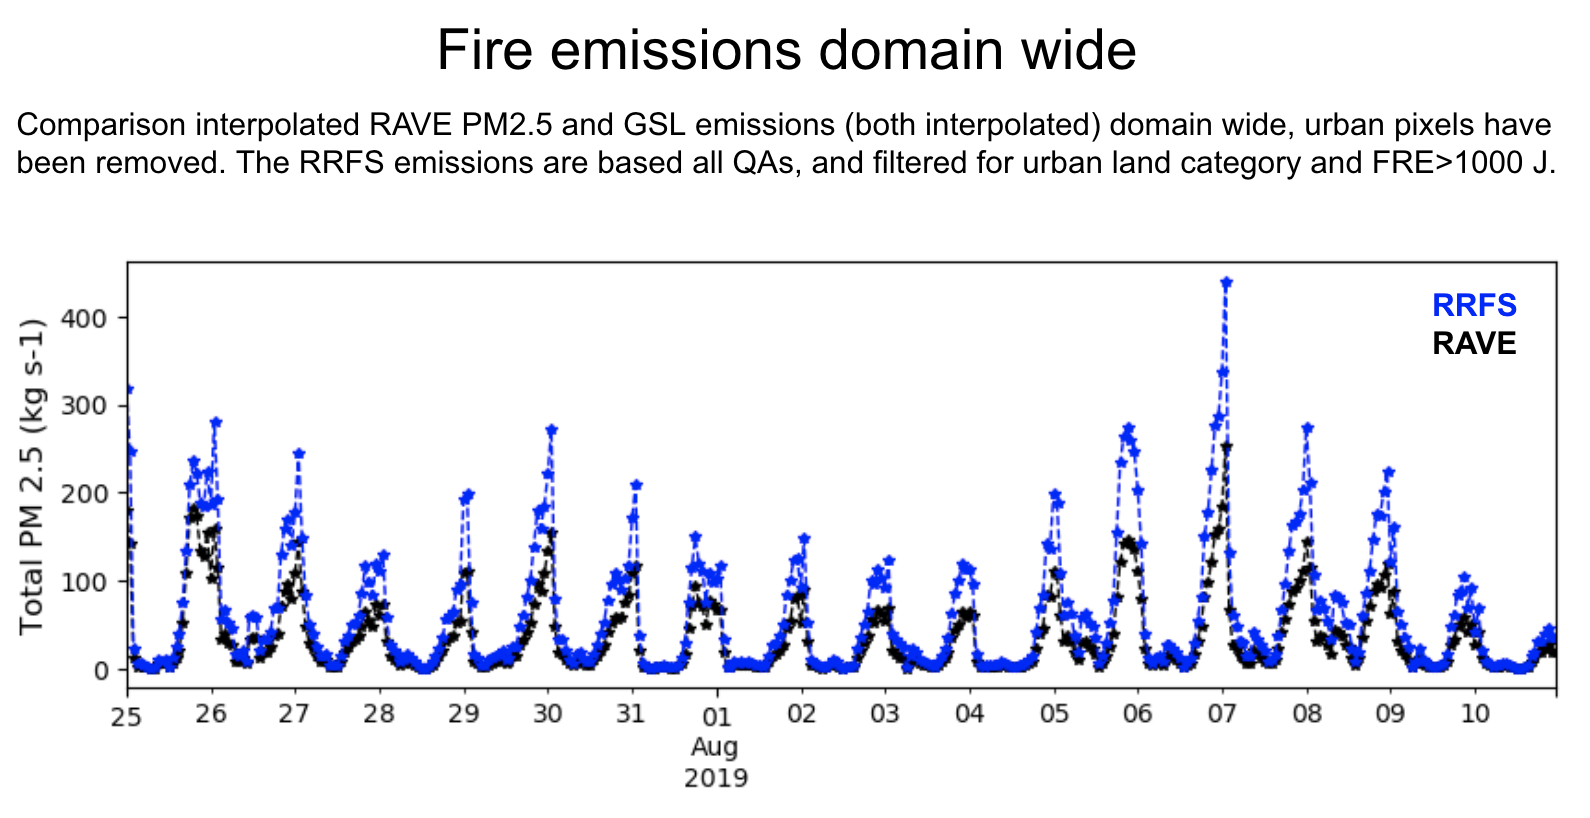 Fire emissions domain wide
Comparison interpolated RAVE PM2.5 and GSL emissions (both interpolated) domain wide, urban pixels have
been removed. The RRFS emissions are based all QAs, and filtered for urban land category and FRE>1000 J.
RRFS
RAVE
Total PM 2.5 (kg s-1)
400
300
200
100
0
25 26 27 28 29 30 31 01 02 03 04 05 06 07 08 09 10
Aug
2019